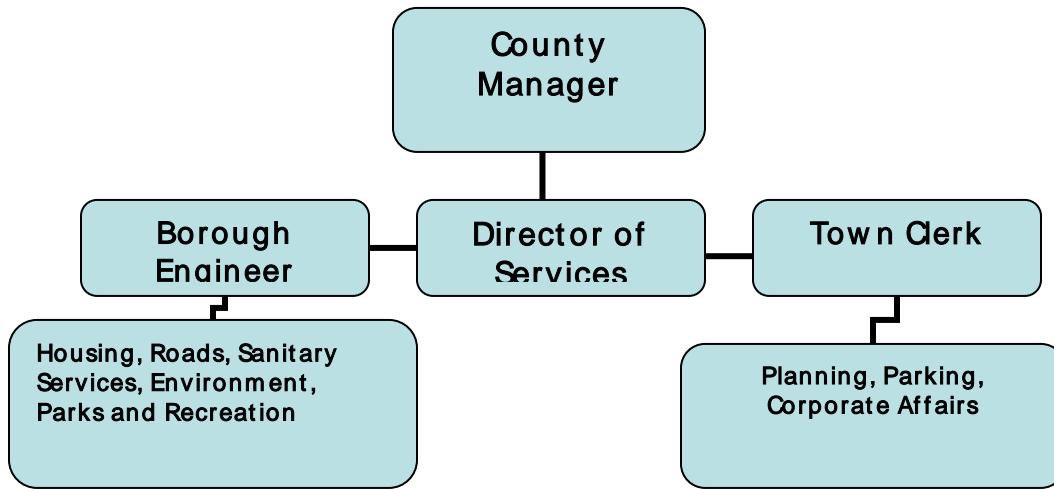 County
Manager
Borough
Engineer
Director of
Services
Town Clerk
Housing, Roads, Sanitary
Services, Environment,
Parks and Recreation
Planning, Parking,
Corporate Affairs